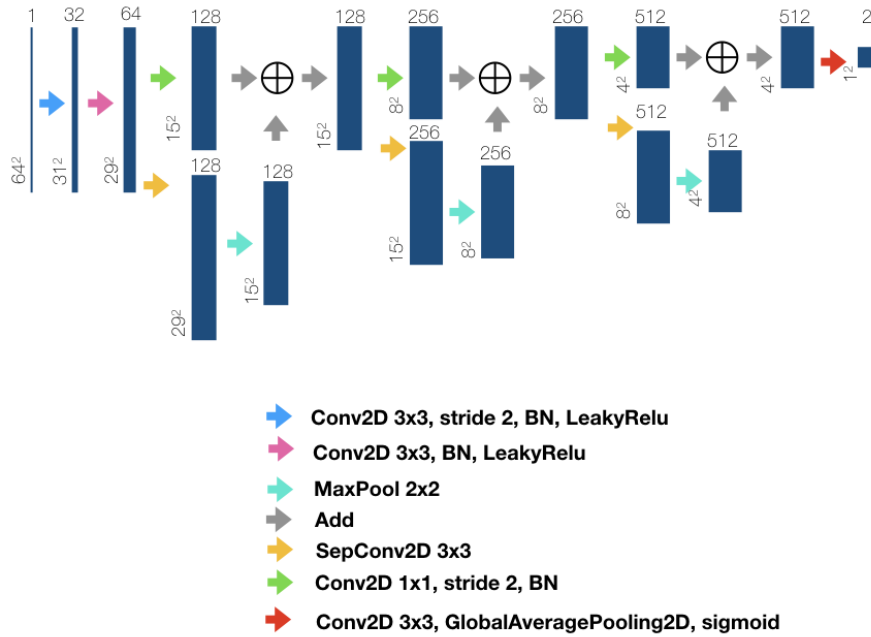 1 32 64 128 128 256 256 512 512 2
64² 31² 29² 15² 15² 8² 8² 4² 4² 1²
128 128 256 256 512 512
29² 15² 15² 8² 8² 4²
Conv2D 3x3, stride 2, BN, LeakyRelu
Conv2D 3x3, BN, LeakyRelu
MaxPool 2x2
Add
SepConv2D 3x3
Conv2D 1x1, stride 2, BN
Conv2D 3x3, GlobalAveragePooling2D, sigmoid